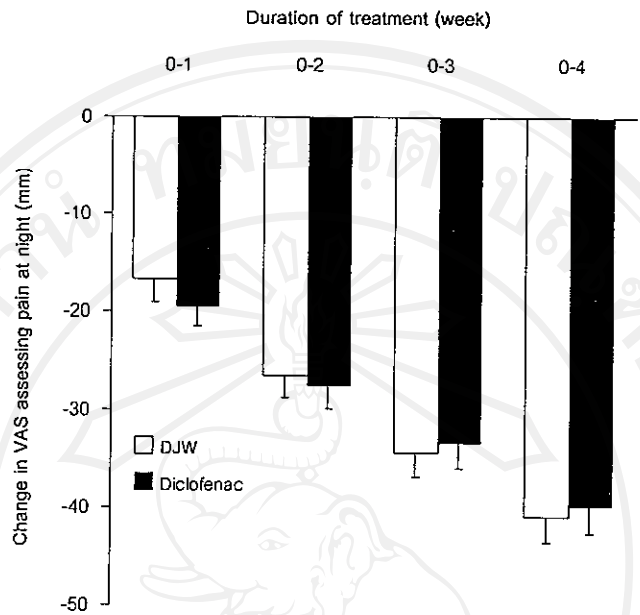 Duration of treatment (week)
0-1 0-2 0-3 0-4
Change in VAS assessing pain at night (mm)
0
-10
-20
-30
-40
-50
DJW
Diclofenac